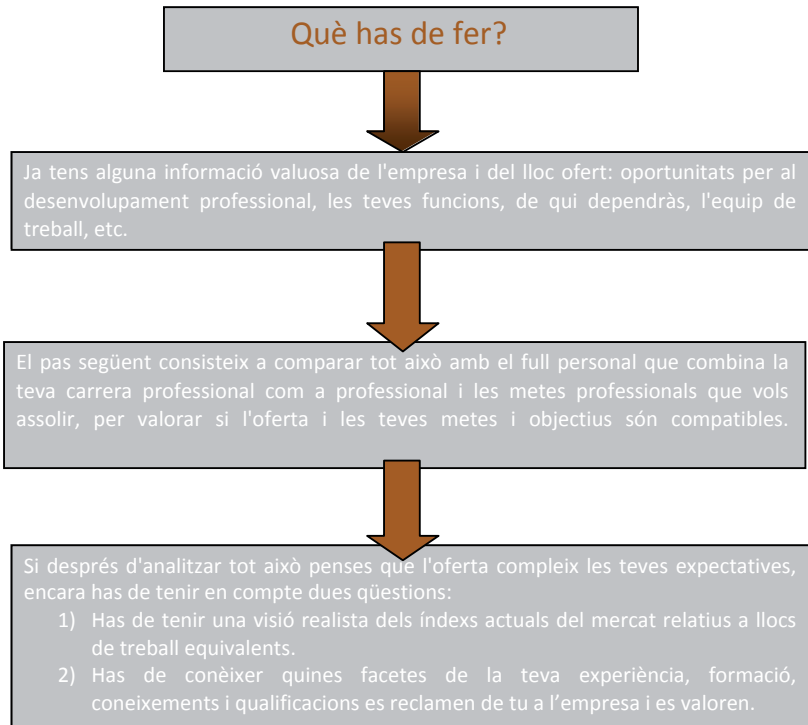 Què has de fer?
Ja tens alguna informació valuosa de l'empresa i del lloc ofert: oportunitats per al
desenvolupament professional, les teves funcions, de qui dependràs, l'equip de
treball, etc.
El pas següent consisteix a comparar tot això amb el full personal que combina la
teva carrera professional com a professional i les metes professionals que vols
assolir, per valorar si l'oferta i les teves metes i objectius són compatibles.
Si després d'analitzar tot això penses que l'oferta compleix les teves expectatives,
encara has de tenir en compte dues qüestions:
1) Has de tenir una visió realista dels índexs actuals del mercat relatius a llocs
de treball equivalents.
2) Has de conèixer quines facetes de la teva experiència, formació,
coneixements i qualificacions es reclamen de tu a l’empresa i es valoren.